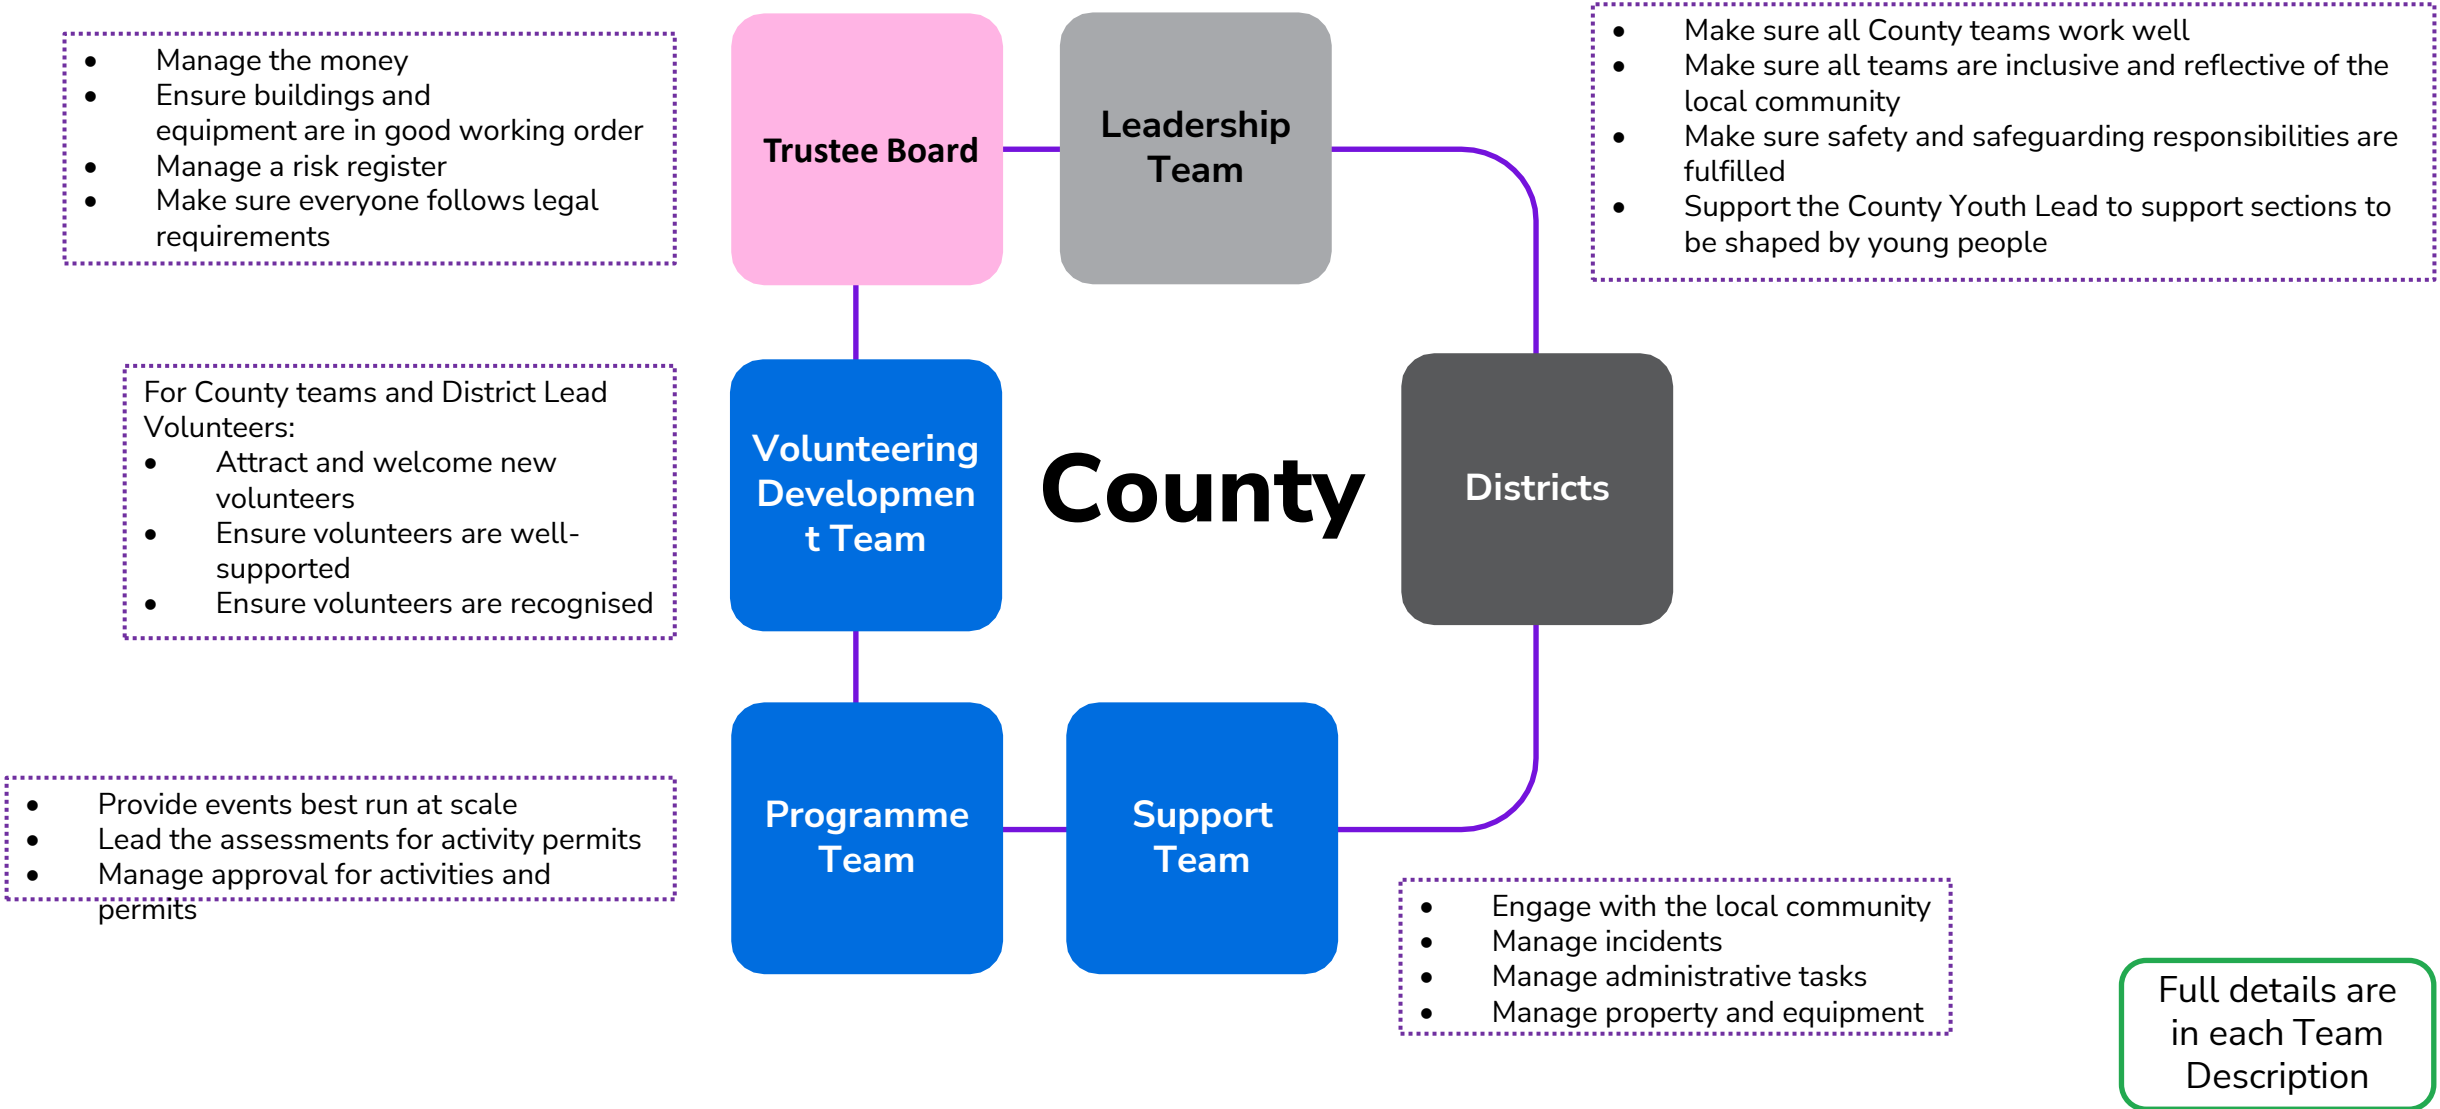 • Manage the money
• Ensure buildings and
equipment are in good working order
• Manage a risk register
• Make sure everyone follows legal
requirements
Trustee Board
Leadership
Team
• Make sure all County teams work well
• Make sure all teams are inclusive and reflective of the
local community
• Make sure safety and safeguarding responsibilities are
fulfilled
• Support the County Youth Lead to support sections to
be shaped by young people
For County teams and District Lead
Volunteers:
• Attract and welcome new
volunteers
• Ensure volunteers are well-
supported
• Ensure volunteers are recognised
Volunteering
Developmen
t Team
County
Districts
• Provide events best run at scale
• Lead the assessments for activity permits
• Manage approval for activities and
permits
Programme
Team
Support
Team
• Engage with the local community
• Manage incidents
• Manage administrative tasks
• Manage property and equipment
Full details are
in each Team
Description